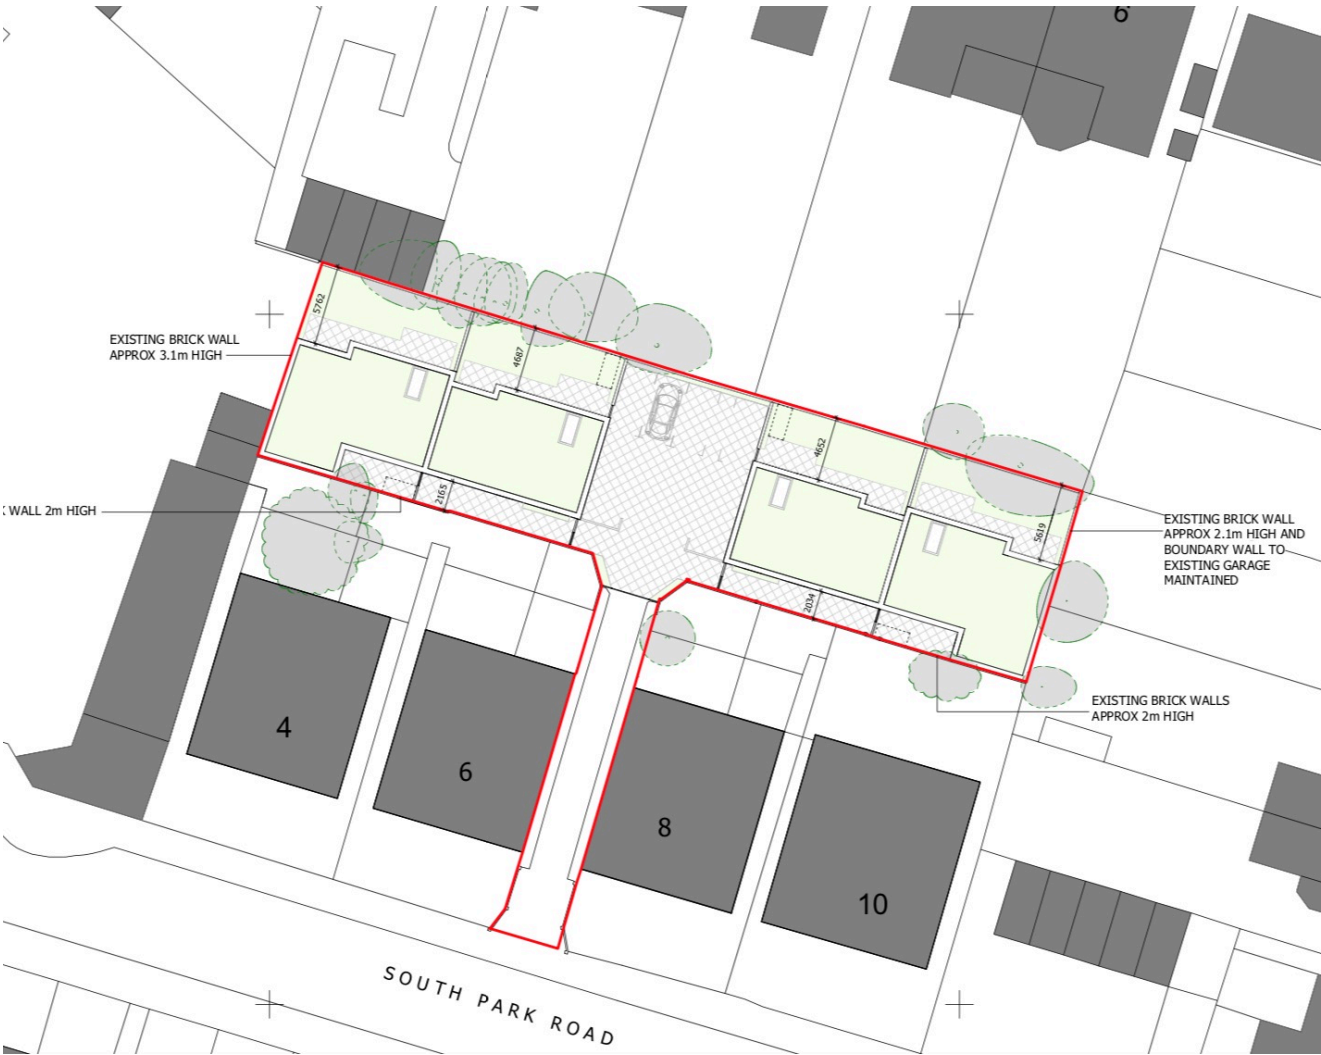 6
5762
EXISTING BRICK WALL
APPROX 3.1m HIGH
4687
4652
WALL 2m HIGH
2165
5619
EXISTING BRICK WALL
APPROX 2.1m HIGH AND
BOUNDARY WALL TO
EXISTING GARAGE
MAINTAINED
2034
EXISTING BRICK WALLS
APPROX 2m HIGH
4
6
8
10
SOUTH PARK ROAD